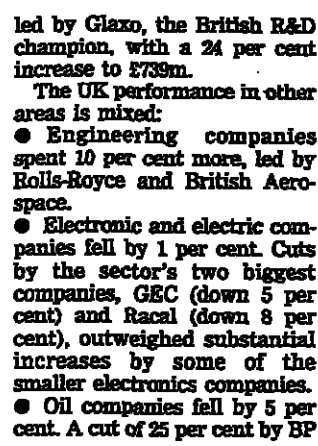 led by Glaxo, the British R&D
champion, with a 24 per cent
increase to £739m.
The UK performance in other
areas is mixed:
● Engineering companies
spent 10 per cent more, led by
Rolls-Royce and British Aero-
space.
● Electronic and electric com-
panies fell by 1 per cent. Cuts
by the sector's two biggest
companies, GEC (down 5 per
cent) and Racal (down 8 per
cent), outweighed substantial
increases by some of the
smaller electronics companies.
● Oil companies fell by 5 per
cent. A cut of 25 per cent by BP